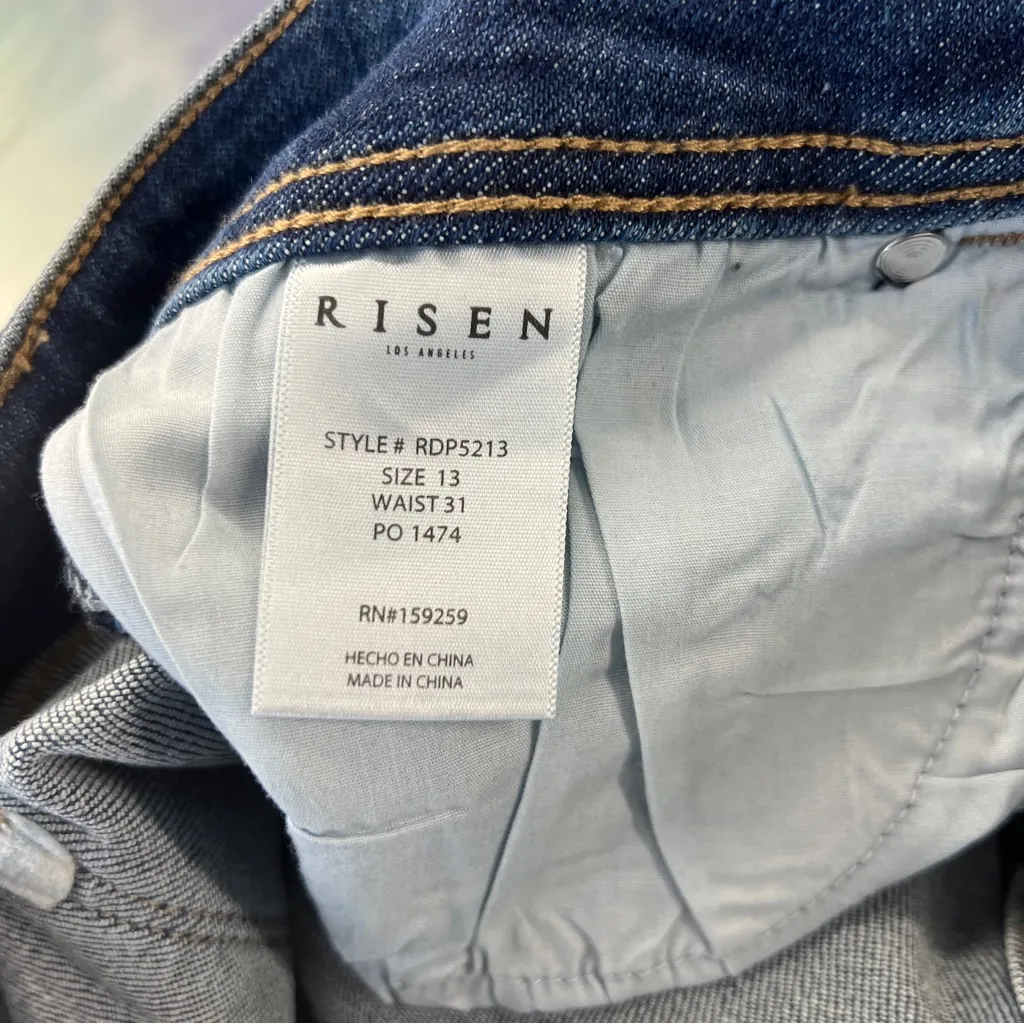 RISEN
LOS ANGELES
STYLE # RDP5213
SIZE 13
WAIST 31
PO 1474
RN#159259
HECHO EN CHINA
MADE IN CHINA